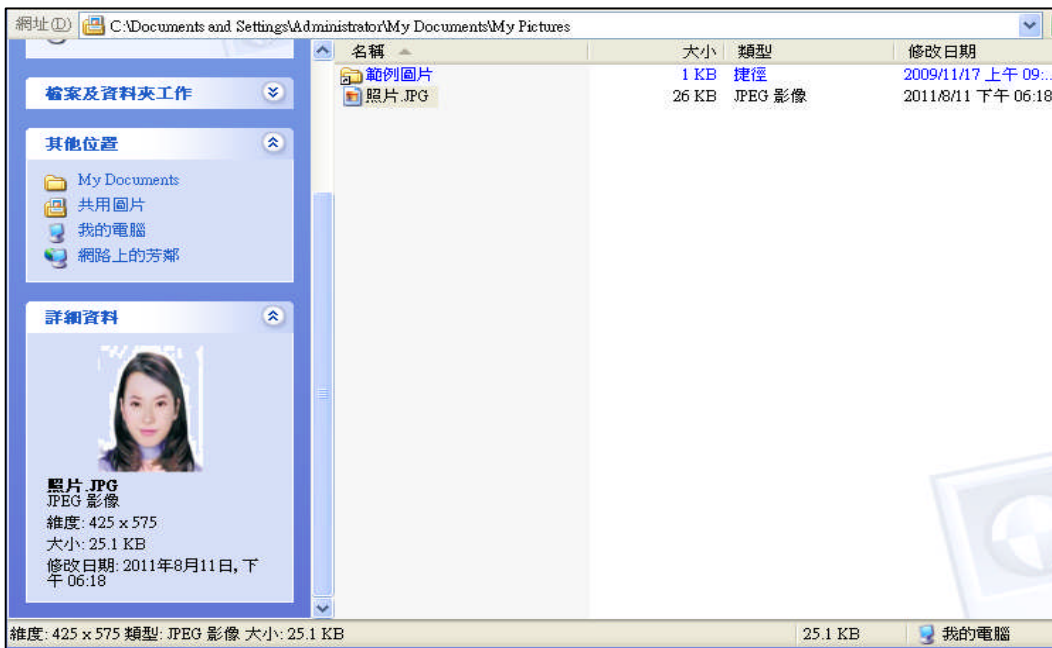 網址(D) C:\Documents and Settings\Administrator\My Documents\My Pictures
名稱 大小 類型 修改日期
範例圖片 1 KB 捷徑 2009/11/17 上午 09:...
照片.JPG 26 KB JPEG 影像 2011/8/11 下午 06:18
檔案及資料夾工作
其他位置
My Documents
共用圖片
我的電腦
網路上的芳鄰
詳細資料
照片.JPG
JPEG 影像
維度: 425 x 575
大小: 25.1 KB
修改日期: 2011年8月11日, 下
午 06:18
維度: 425 x 575 類型: JPEG 影像 大小: 25.1 KB 25.1 KB 我的電腦